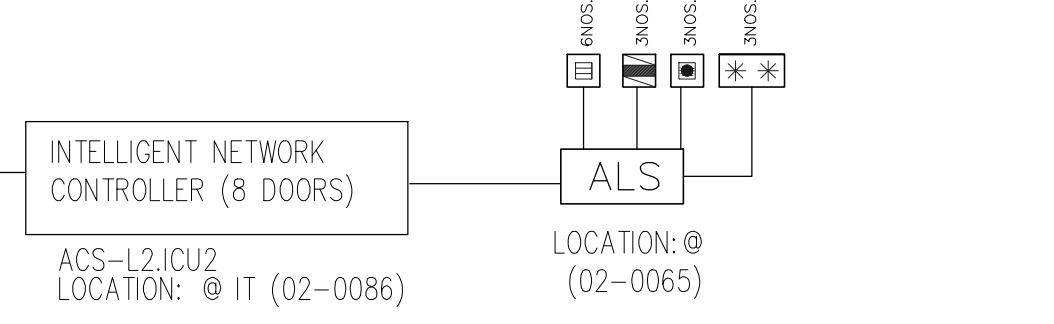 6NOS.
3NOS.
3NOS.
3NOS.
INTELLIGENT NETWORK
CONTROLLER (8 DOORS)
ALS
ACS-L2.ICU2
LOCATION: @ IT (02-0086)
LOCATION:@
(02-0065)